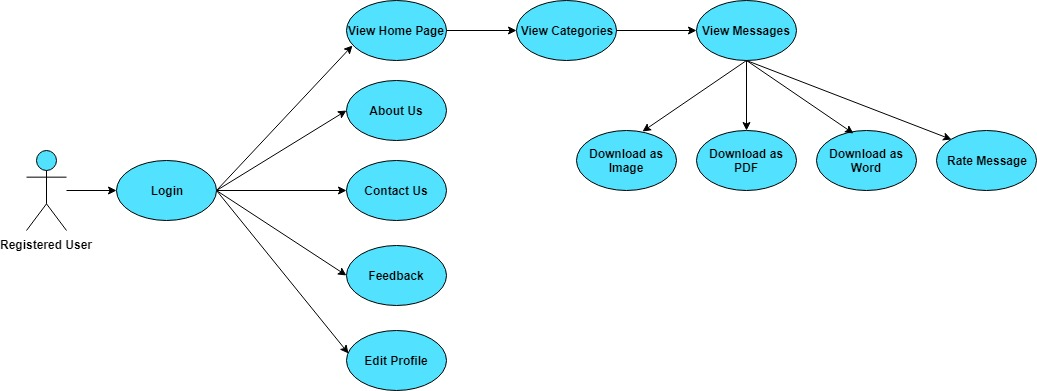 View Home Page
View Categories
View Messages
About Us
Download as
Image
Download as
PDF
Download as
Word
Rate Message
Login
Contact Us
Registered User
Feedback
Edit Profile